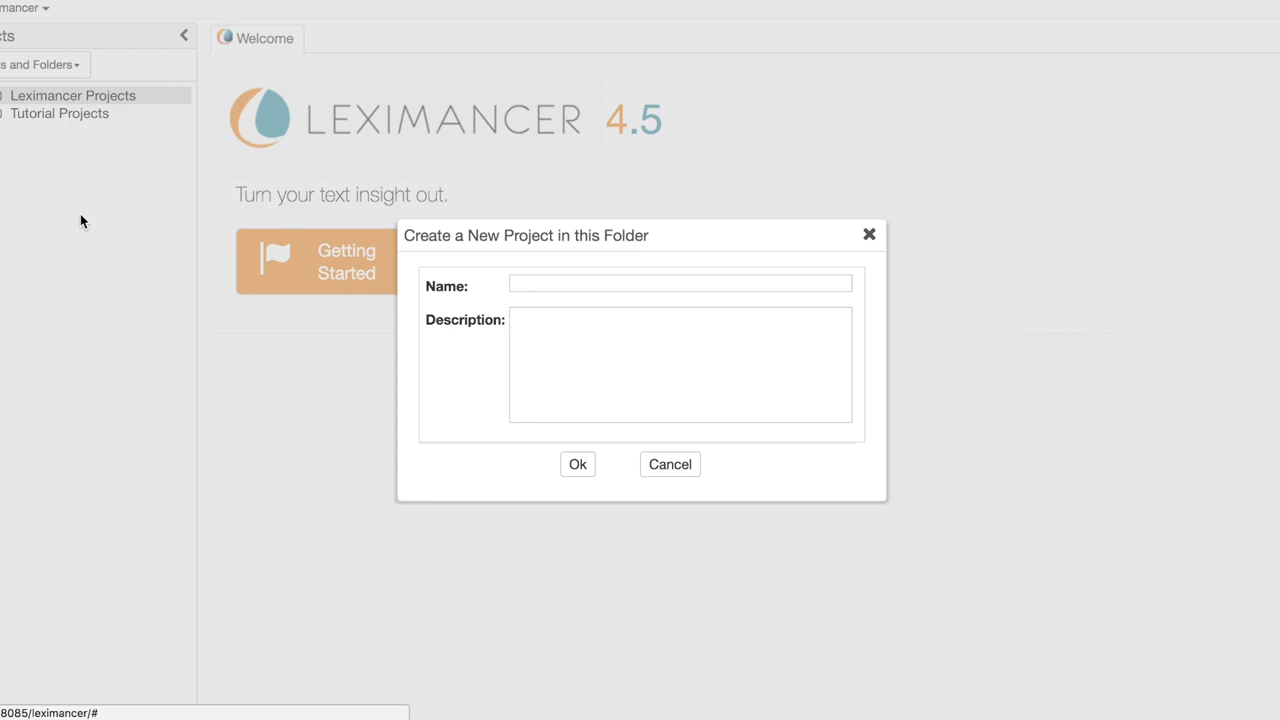 mancer
cts
Welcome
s and Folders
Leximancer Projects
Tutorial Projects
LEXIMANCER 4.5
Turn your text insight out.
Getting
Started
Create a New Project in this Folder
Name:
Description:
Ok
Cancel
8085/leximancer/#